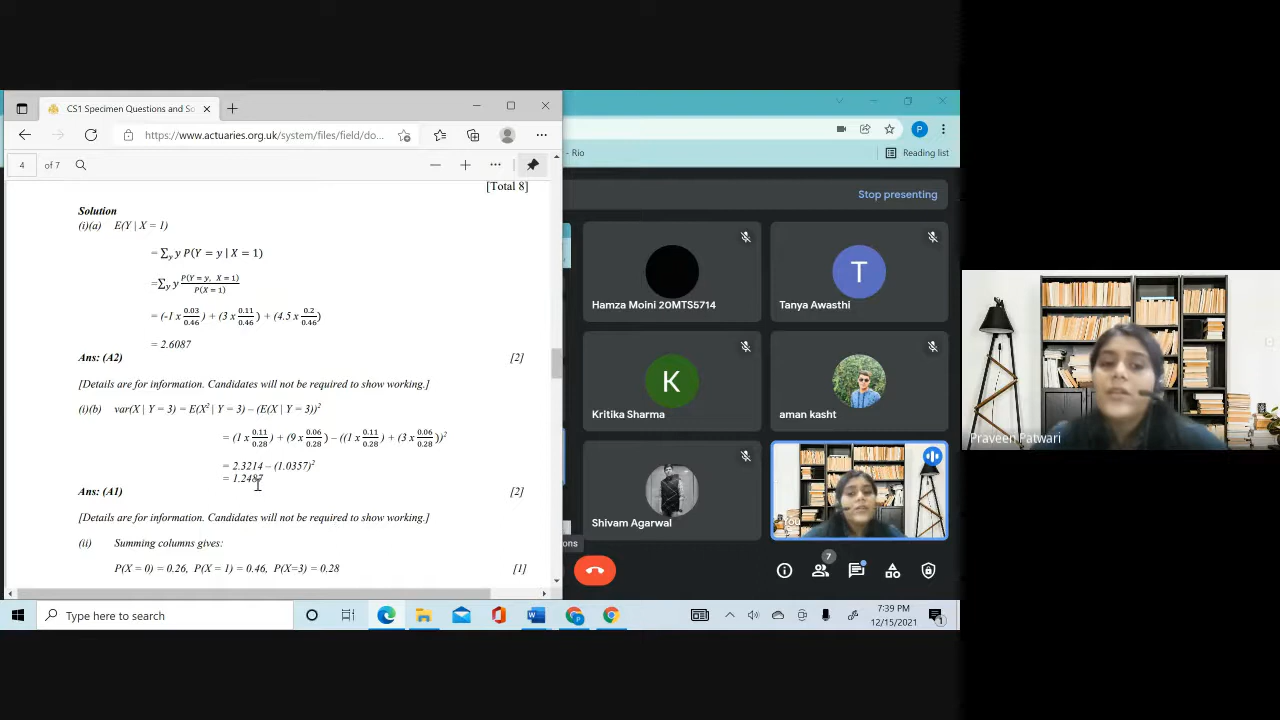 CS1 Specimen Questions and So
https://www.actuaries.org.uk/system/files/field/do...
4 of 7
- Rio
Reading list
Stop presenting
[Total 8]
Solution
(i)(a) E(Y | X = 1)
= ∑y y P(Y = y | X = 1)
= ∑y y P(Y = y, X = 1) / P(X = 1)
= (-1 x 0.03/0.46) + (3 x 0.11/0.46) + (4.5 x 0.2/0.46)
= 2.6087
Ans: (A2) [2]
[Details are for information. Candidates will not be required to show working.]
(i)(b) var(X | Y = 3) = E(X² | Y = 3) – (E(X | Y = 3))²
= (1 x 0.11/0.28) + (9 x 0.06/0.28) – ((1 x 0.11/0.28) + (3 x 0.06/0.28))²
= 2.3214 – (1.0357)²
= 1.2487
Ans: (A1) [2]
[Details are for information. Candidates will not be required to show working.]
(ii) Summing columns gives:
P(X = 0) = 0.26, P(X = 1) = 0.46, P(X=3) = 0.28 [1]
Hamza Moini 20MTS5714
T
Tanya Awasthi
K
Kritika Sharma
aman kasht
Shivam Agarwal
You
ons
7
P
Praveen Patwari
Type here to search
7:39 PM
12/15/2021
1